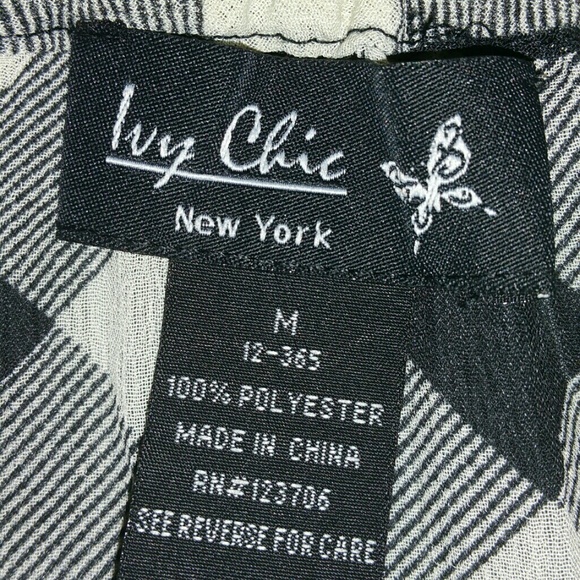 Ivy Chic
New York
M
12-365
100% POLYESTER
MADE IN CHINA
RN#123706
SEE REVERSE FOR CARE